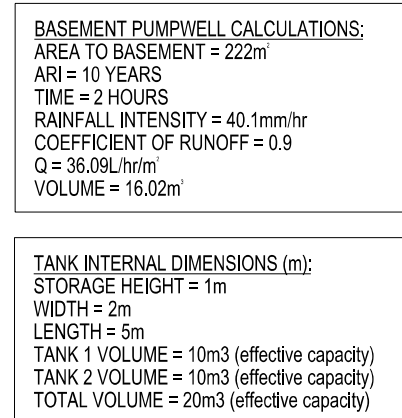 BASEMENT PUMPWELL CALCULATIONS:
AREA TO BASEMENT = 222m²
ARI = 10 YEARS
TIME = 2 HOURS
RAINFALL INTENSITY = 40.1mm/hr
COEFFICIENT OF RUNOFF = 0.9
Q = 36.09L/hr/m²
VOLUME = 16.02m³
TANK INTERNAL DIMENSIONS (m):
STORAGE HEIGHT = 1m
WIDTH = 2m
LENGTH = 5m
TANK 1 VOLUME = 10m3 (effective capacity)
TANK 2 VOLUME = 10m3 (effective capacity)
TOTAL VOLUME = 20m3 (effective capacity)